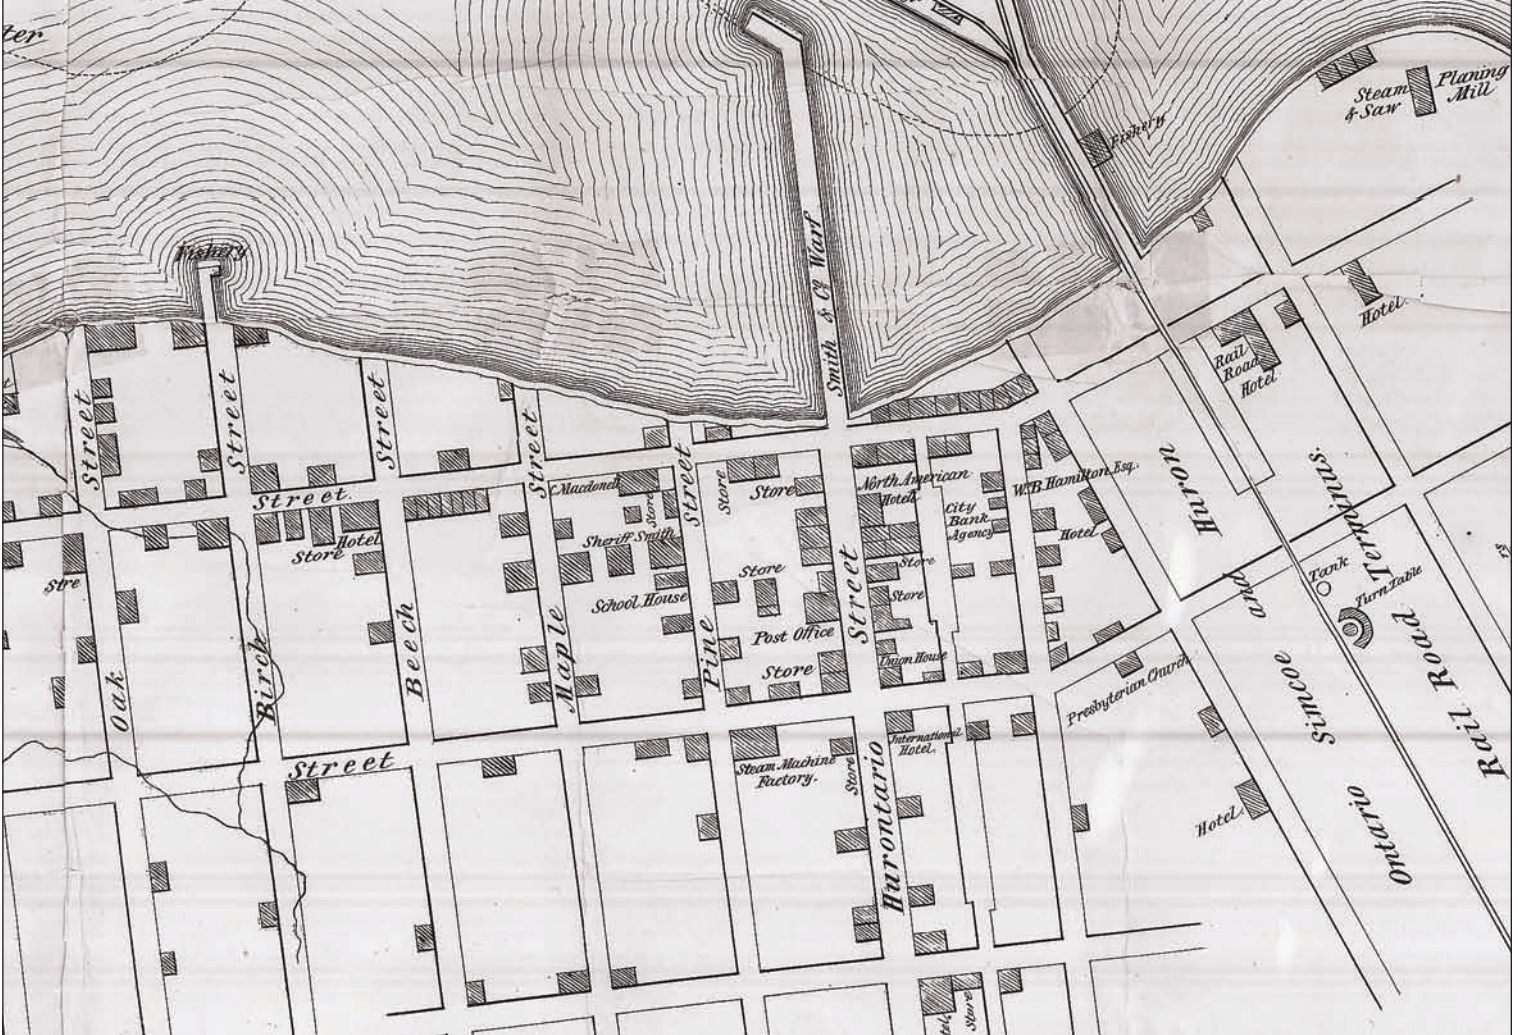 ter
Planing
Mill
Steam
& Saw
Fishery
Fishery
Smith & Co Warf
Hotel.
Rail
Road
Hotel
Street
Street
Street
Street
Street
Street
Street.
C Macdonell
Store
Store
Store
North American
Hotel
City
Bank
Agency
W.B. Hamilton Esq.
Hotel
Huron
and
Terminus.
Tank
Turn Table
Stre
Store
Hotel
Sheriff Smith
School House
Store
Store
Store
Post Office
Store
Union House
Presbyterian Church
Oak
Birch
Beech
Maple
Pine
Hurontario
Street
Steam Machine
Factory.
Store
International
Hotel.
Hotel.
Ontario
Simcoe
Rail Road
Store